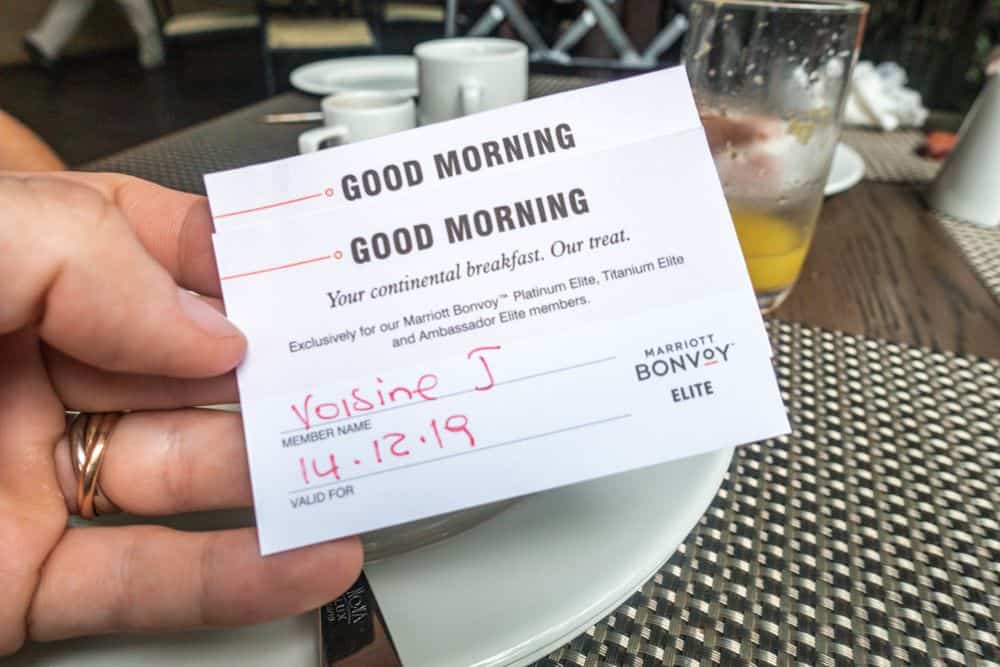 GOOD MORNING
GOOD MORNING
Your continental breakfast. Our treat.
Exclusively for our Marriott Bonvoy™ Platinum Elite, Titanium Elite
and Ambassador Elite members.
Voisine J
MEMBER NAME
14.12.19
VALID FOR
MARRIOTT
BONVOY™
ELITE